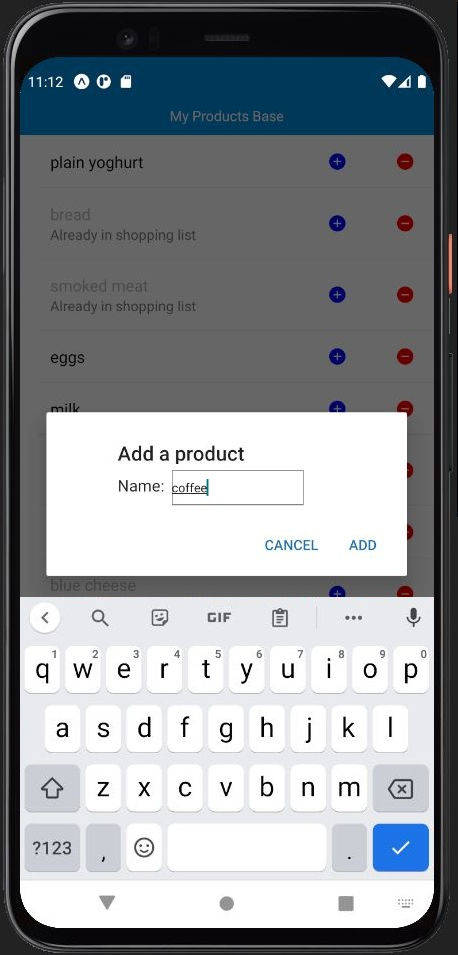 11:12
My Products Base
plain yoghurt
bread
Already in shopping list
smoked meat
Already in shopping list
eggs
milk
Add a product
Name: coffee
CANCEL ADD
blue cheese
GIF
q1 w2 e3 r4 t5 y6 u7 i8 o9 p0
a s d f g h j k l
z x c v b n m
?123 , .